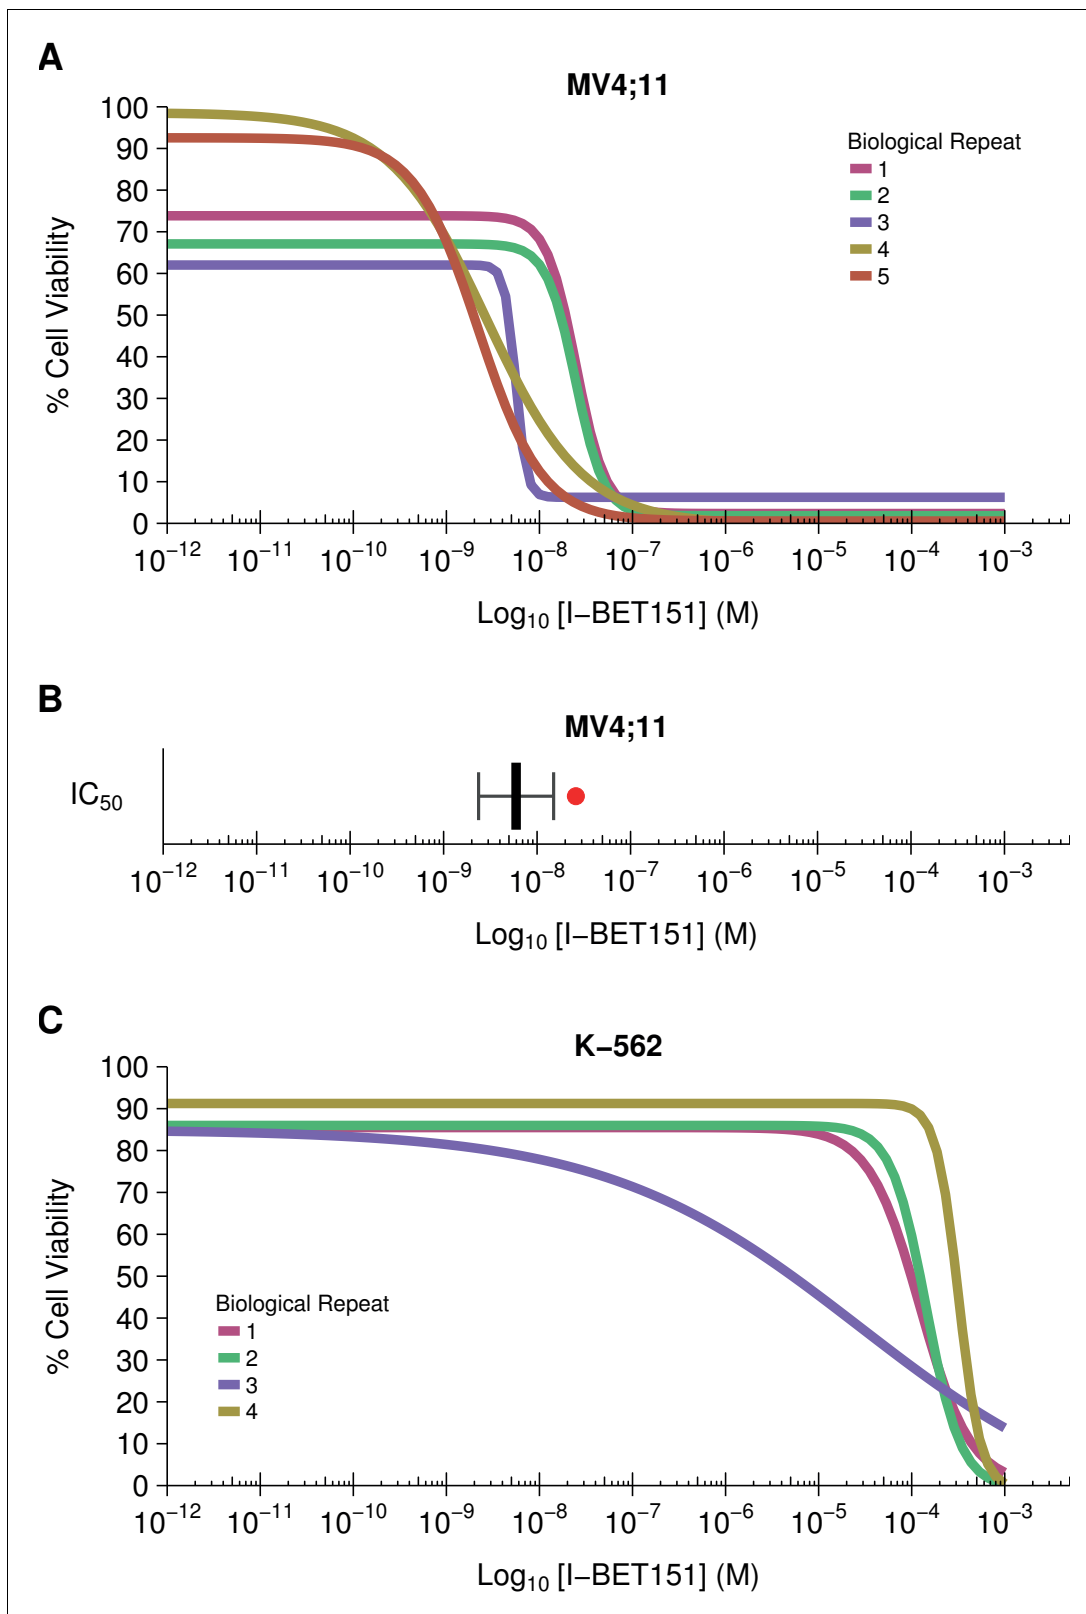 A
MV4;11
100
90
80
70
60
50
40
30
20
10
0
% Cell Viability
Biological Repeat
1
2
3
4
5
10⁻¹² 10⁻¹¹ 10⁻¹⁰ 10⁻⁹ 10⁻⁸ 10⁻⁷ 10⁻⁶ 10⁻⁵ 10⁻⁴ 10⁻³
Log₁₀ [I−BET151] (M)
B
MV4;11
IC₅₀
10⁻¹² 10⁻¹¹ 10⁻¹⁰ 10⁻⁹ 10⁻⁸ 10⁻⁷ 10⁻⁶ 10⁻⁵ 10⁻⁴ 10⁻³
Log₁₀ [I−BET151] (M)
C
K−562
100
90
80
70
60
50
40
30
20
10
0
% Cell Viability
Biological Repeat
1
2
3
4
10⁻¹² 10⁻¹¹ 10⁻¹⁰ 10⁻⁹ 10⁻⁸ 10⁻⁷ 10⁻⁶ 10⁻⁵ 10⁻⁴ 10⁻³
Log₁₀ [I−BET151] (M)